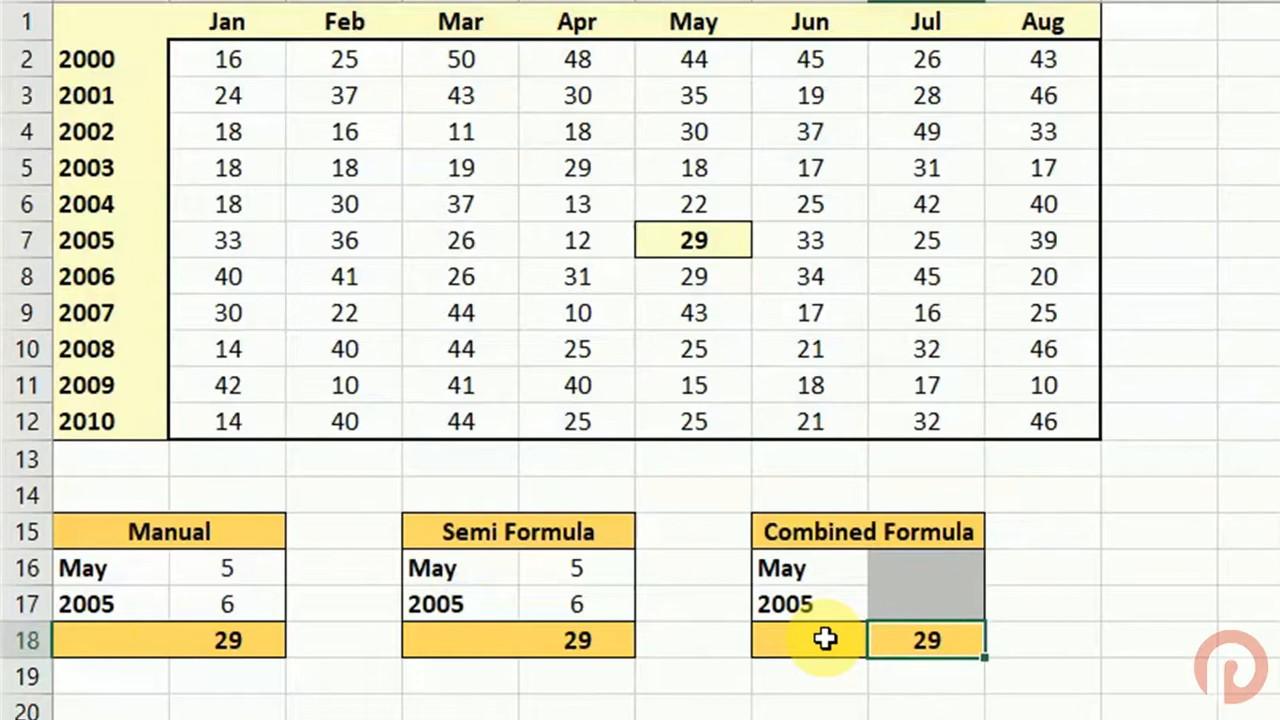 1 Jan Feb Mar Apr May Jun Jul Aug
2 2000 16 25 50 48 44 45 26 43
3 2001 24 37 43 30 35 19 28 46
4 2002 18 16 11 18 30 37 49 33
5 2003 18 18 19 29 18 17 31 17
6 2004 18 30 37 13 22 25 42 40
7 2005 33 36 26 12 29 33 25 39
8 2006 40 41 26 31 29 34 45 20
9 2007 30 22 44 10 43 17 16 25
10 2008 14 40 44 25 25 21 32 46
11 2009 42 10 41 40 15 18 17 10
12 2010 14 40 44 25 25 21 32 46
13
14
15 Manual Semi Formula Combined Formula
16 May 5 May 5 May
17 2005 6 2005 6 2005
18 29 29 29
19
20